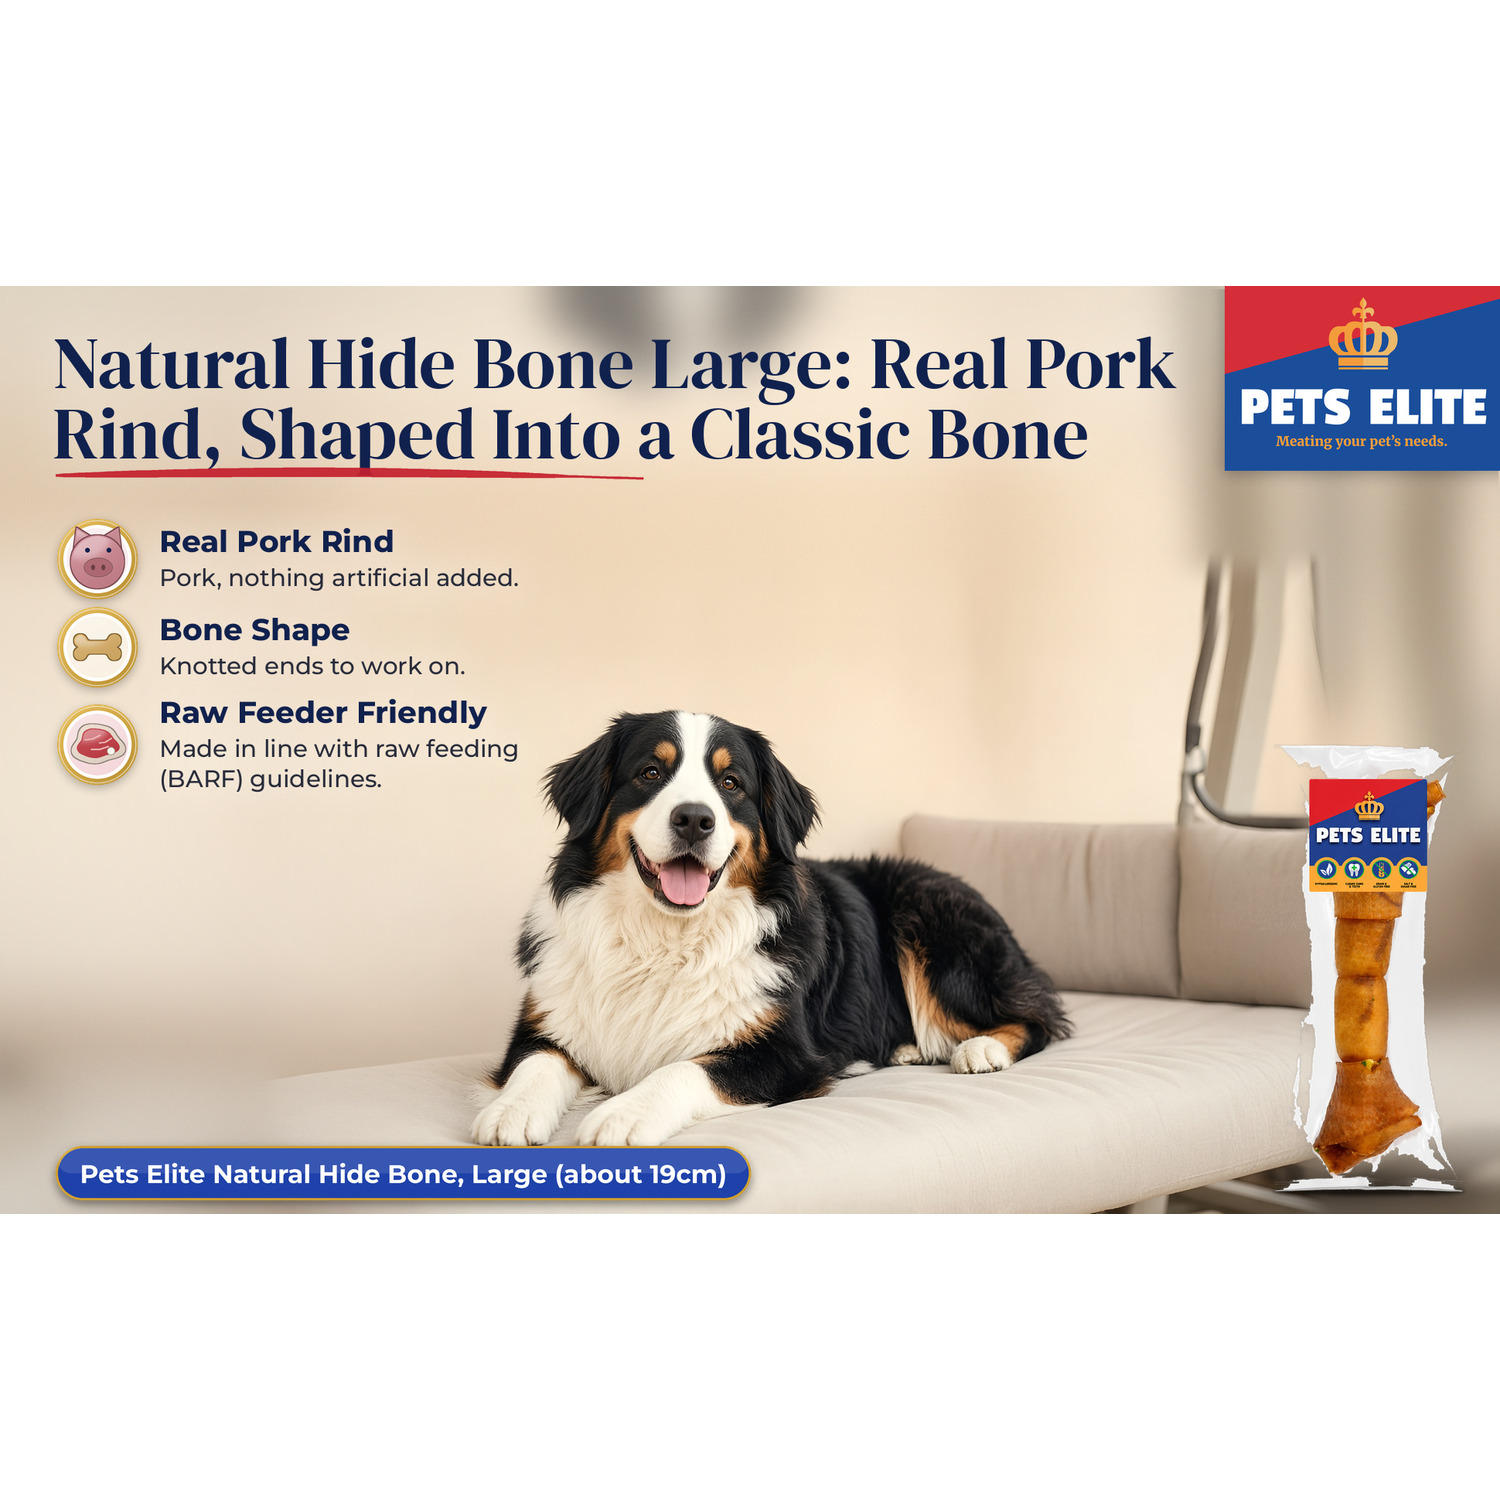 Natural Hide Bone Large: Real Pork
Rind, Shaped Into a Classic Bone
PETS ELITE
Meating your pet's needs.
Real Pork Rind
Pork, nothing artificial added.
Bone Shape
Knotted ends to work on.
Raw Feeder Friendly
Made in line with raw feeding
(BARF) guidelines.
PETS ELITE
Pets Elite Natural Hide Bone, Large (about 19cm)